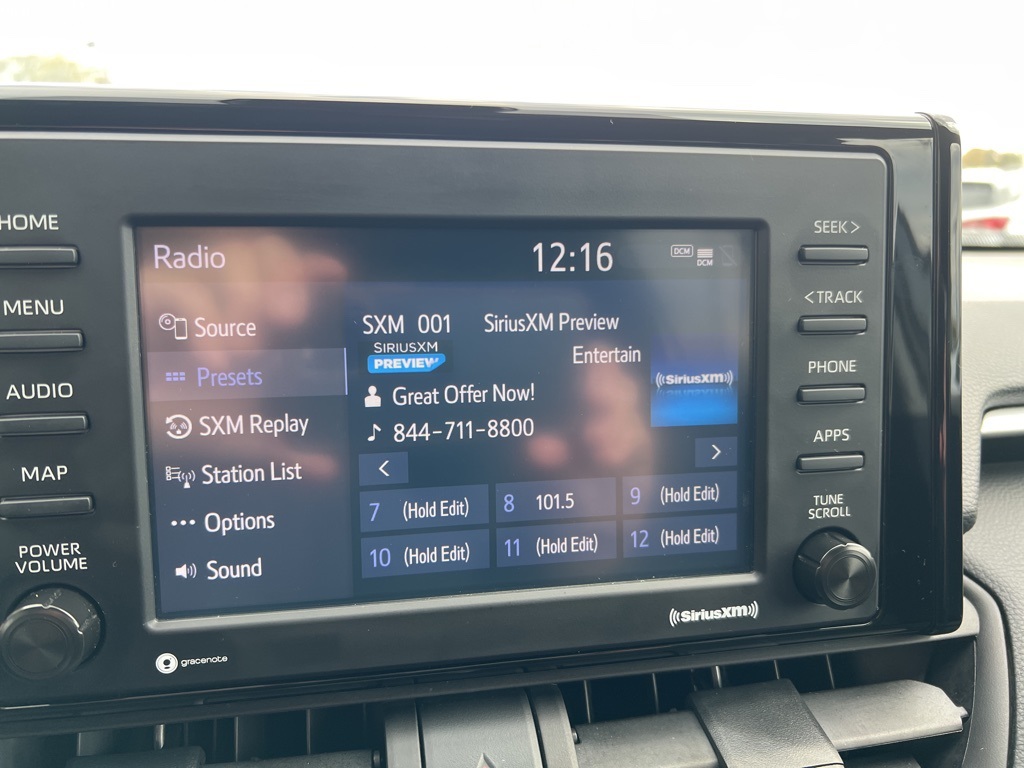 HOME
MENU
AUDIO
MAP
POWER
VOLUME
Radio
12:16
DCM
DCM
Source
Presets
SXM Replay
Station List
Options
Sound
SXM 001 SiriusXM Preview
Entertain
SIRIUSXM
PREVIEW
Great Offer Now!
844-711-8800
SiriusXM
<
>
7 (Hold Edit)
8 101.5
9 (Hold Edit)
10 (Hold Edit)
11 (Hold Edit)
12 (Hold Edit)
SEEK>
<TRACK
PHONE
APPS
TUNE
SCROLL
gracenote
SiriusXM